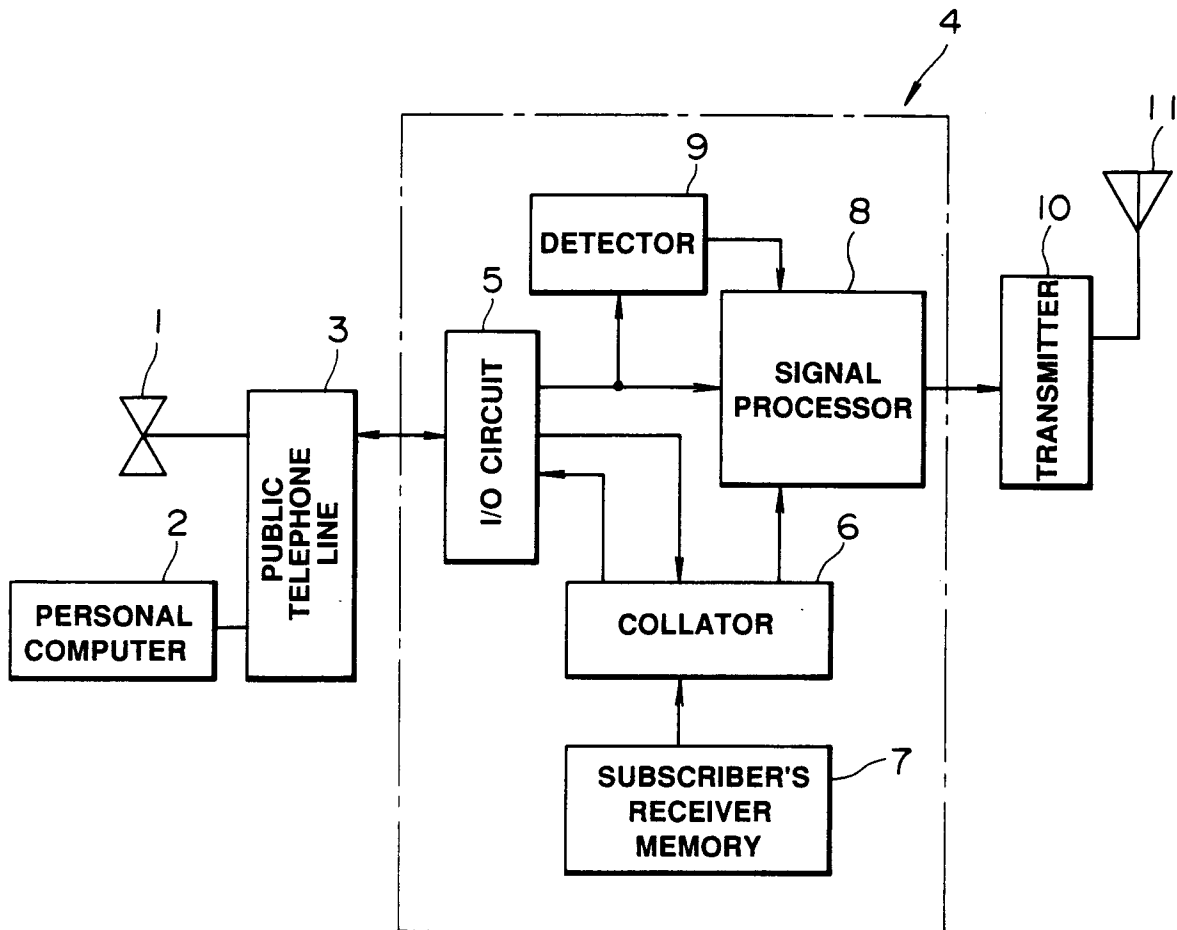 4
11
9
DETECTOR
8
10
5
1
3
SIGNAL
PROCESSOR
TRANSMITTER
I/O CIRCUIT
PUBLIC
TELEPHONE
LINE
2
6
PERSONAL
COMPUTER
COLLATOR
7
SUBSCRIBER'S
RECEIVER
MEMORY